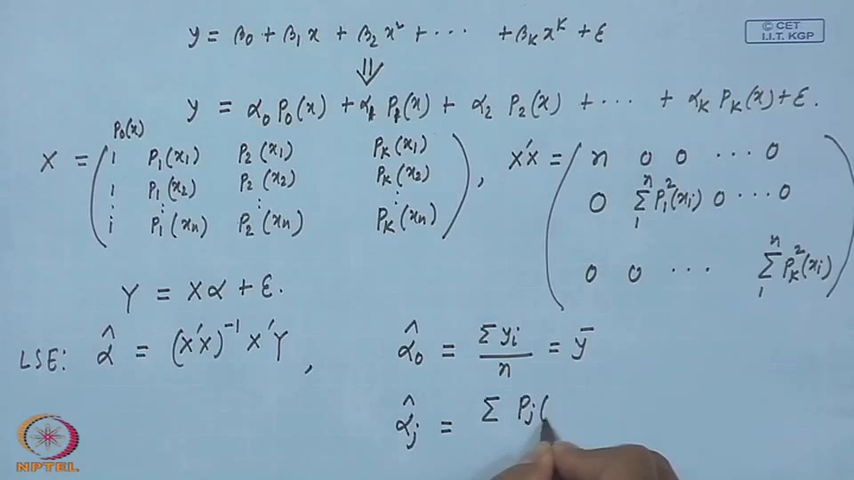 y = β₀ + β₁x + β₂x² + ⋯ + βₖxᵏ + ε
© CET
I.I.T. KGP
⇓
y = α₀ P₀(x) + α₁ P₁(x) + α₂ P₂(x) + ⋯ + αₖ Pₖ(x) + ε.
P₀(x)
X = ( 1 P₁(x₁) P₂(x₁) Pₖ(x₁)
1 P₁(x₂) P₂(x₂) Pₖ(x₂)
⋮ ⋮ ⋮ ⋮
1 P₁(xₙ) P₂(xₙ) Pₖ(xₙ) ) ,
X'X = ( n 0 0 ⋯ 0
0 Σ₁ⁿ P₁²(xᵢ) 0 ⋯ 0
0 0 ⋯ Σ₁ⁿ Pₖ²(xᵢ) )
Y = Xα + ε.
LSE: α̂ = (X'X)⁻¹ X'Y , α̂₀ = Σyᵢ / n = ȳ
α̂ⱼ = Σ Pⱼ(
NPTEL